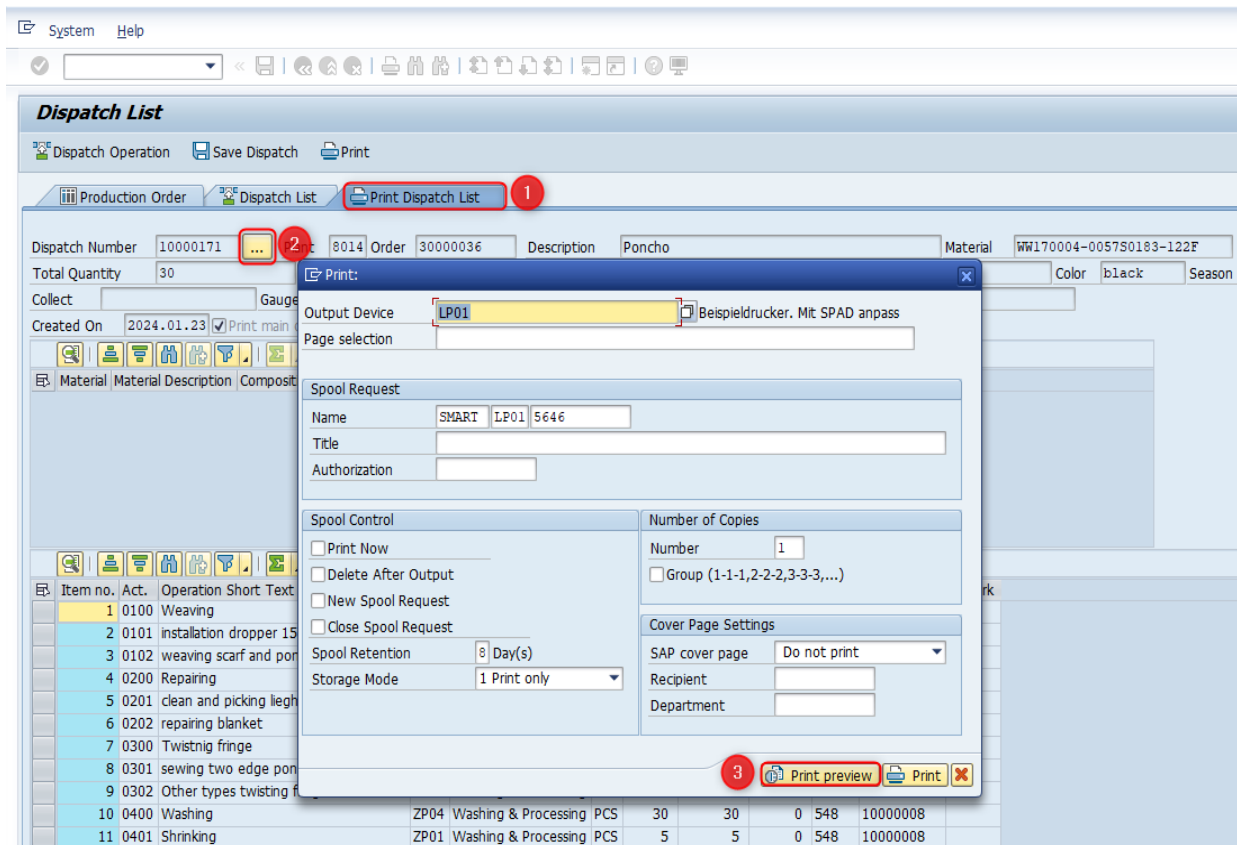 System Help
Dispatch List
Dispatch Operation Save Dispatch Print
Production Order Dispatch List Print Dispatch List 1
Dispatch Number 10000171 ... 2 8014 Order 30000036 Description Poncho Material WW170004-0057S0183-122F
Total Quantity 30 Color black Season
Collect Gauge
Created On 2024.01.23 Print main
Material Material Description Composit
Print:
Output Device LP01 Beispieldrucker. Mit SPAD anpass
Page selection
Spool Request
Name SMART LP01 5646
Title
Authorization
Spool Control
Print Now
Delete After Output
New Spool Request
Close Spool Request
Spool Retention 8 Day(s)
Storage Mode 1 Print only
Number of Copies
Number 1
Group (1-1-1,2-2-2,3-3-3,...)
Cover Page Settings
SAP cover page Do not print
Recipient
Department
3 Print preview Print
Item no. Act. Operation Short Text rk
1 0100 Weaving
2 0101 installation dropper 15
3 0102 weaving scarf and pon
4 0200 Repairing
5 0201 clean and picking liegh
6 0202 repairing blanket
7 0300 Twistnig fringe
8 0301 sewing two edge pon
9 0302 Other types twisting f
10 0400 Washing ZP04 Washing & Processing PCS 30 30 0 548 10000008
11 0401 Shrinking ZP01 Washing & Processing PCS 5 5 0 548 10000008